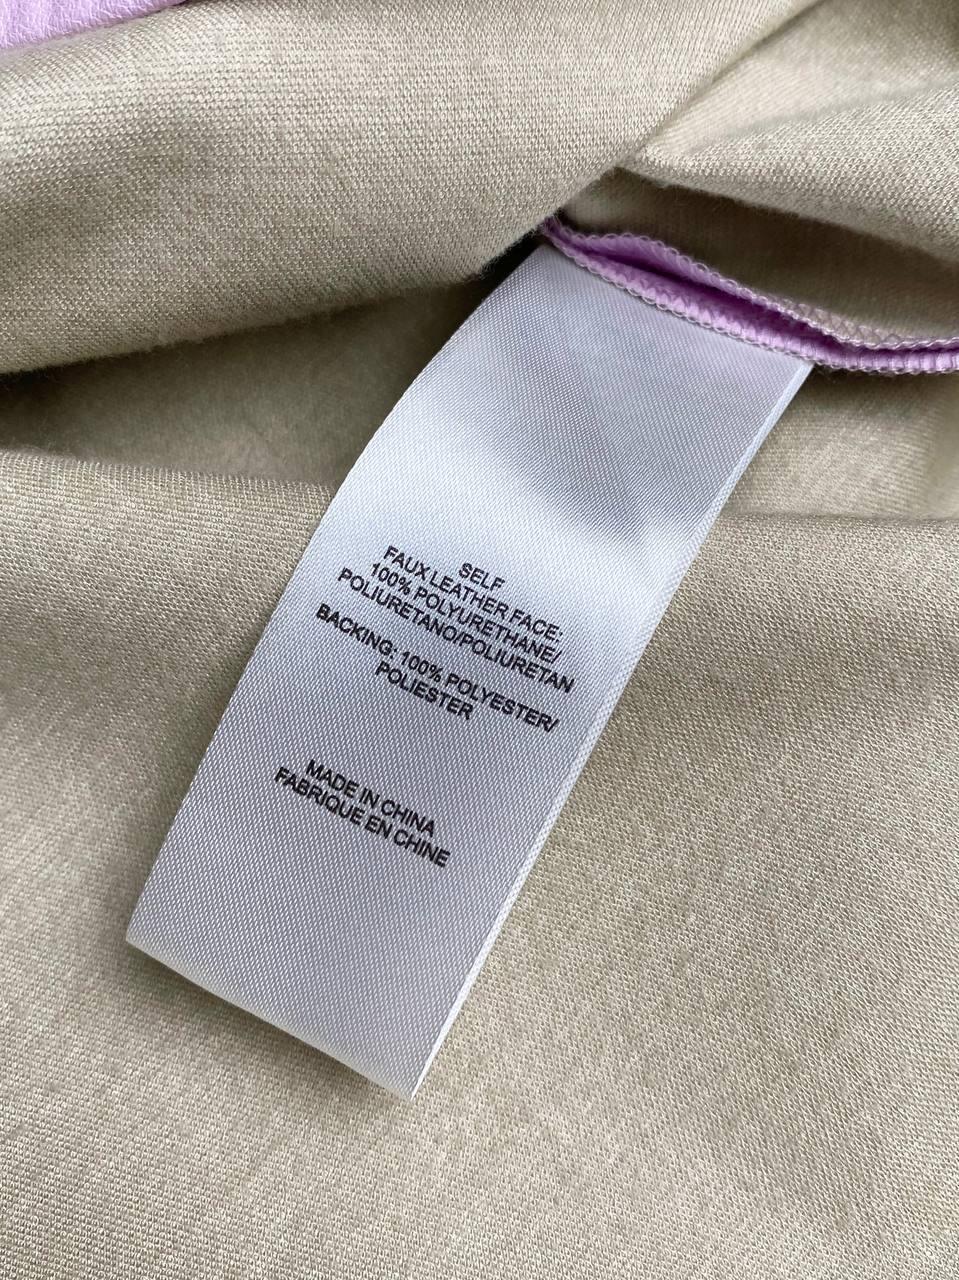 SELF
FAUX LEATHER FACE:
100% POLYURETHANE/
POLIURETANO/POLIURETAN
BACKING: 100% POLYESTER/
POLIESTER
MADE IN CHINA
FABRIQUE EN CHINE